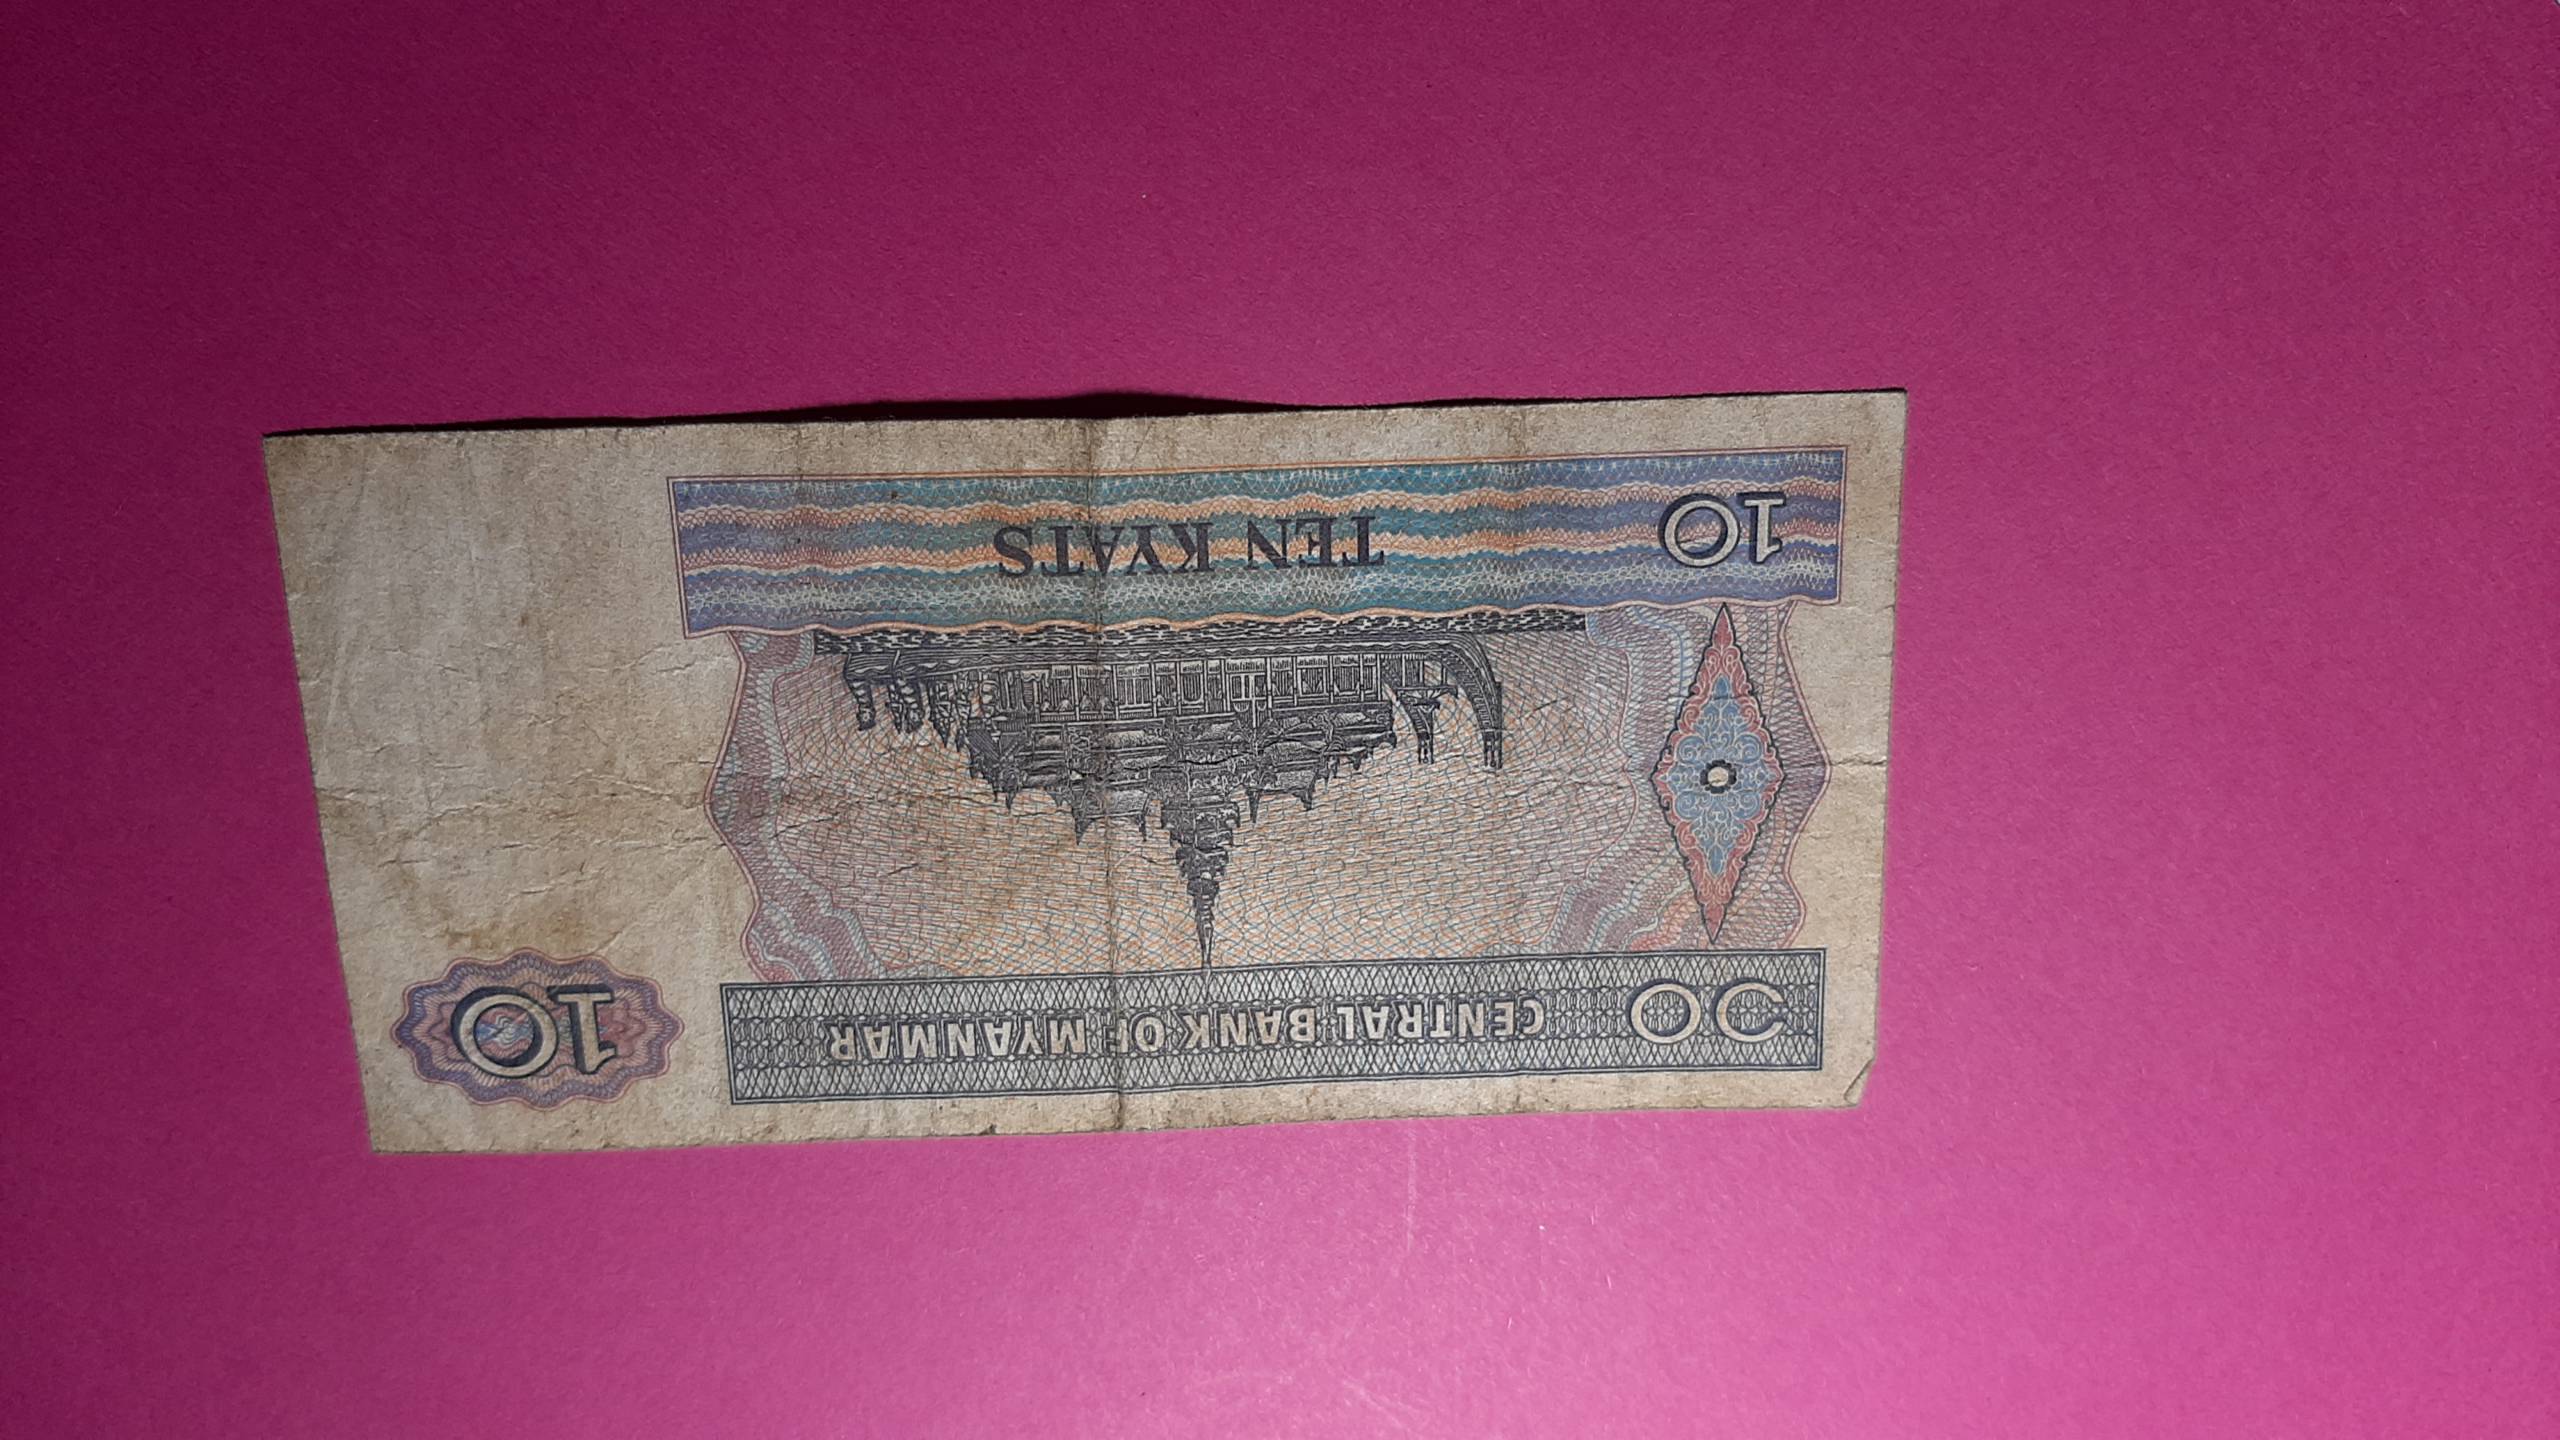 ၁၀ CENTRAL BANK OF MYANMAR
10
TEN KYATS
10